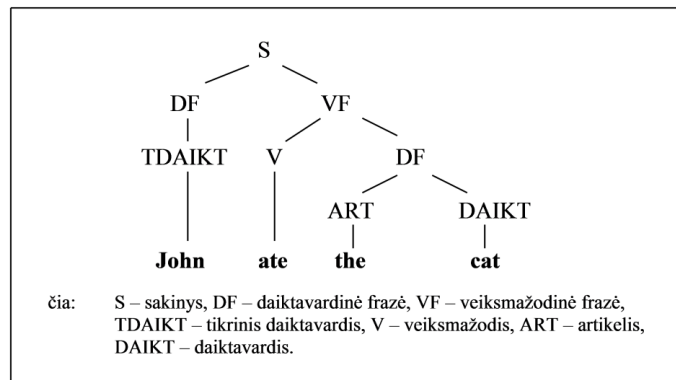 S
DF VF
TDAIKT V DF
ART DAIKT
John ate the cat
čia: S – sakinys, DF – daiktavardinė frazė, VF – veiksmažodinė frazė,
TDAIKT – tikrinis daiktavardis, V – veiksmažodis, ART – artikelis,
DAIKT – daiktavardis.